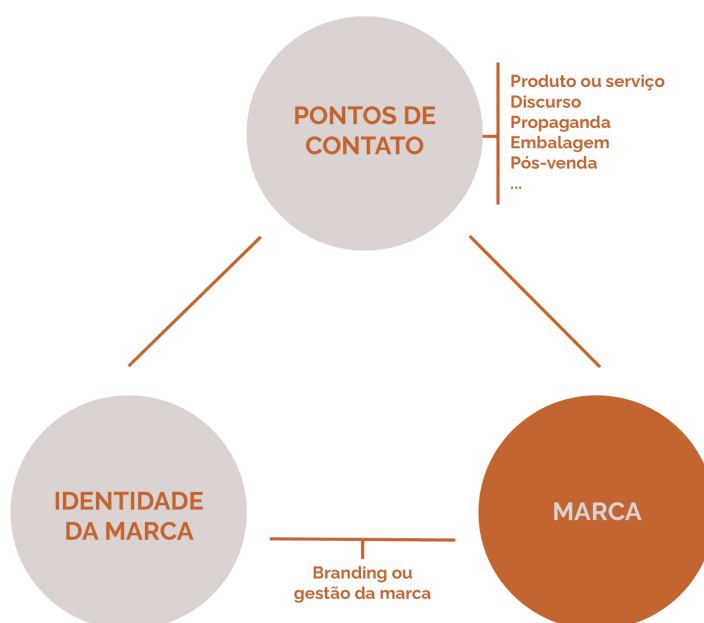 PONTOS DE
CONTATO
Produto ou serviço
Discurso
Propaganda
Embalagem
Pós-venda
...
IDENTIDADE
DA MARCA
MARCA
Branding ou
gestão da marca